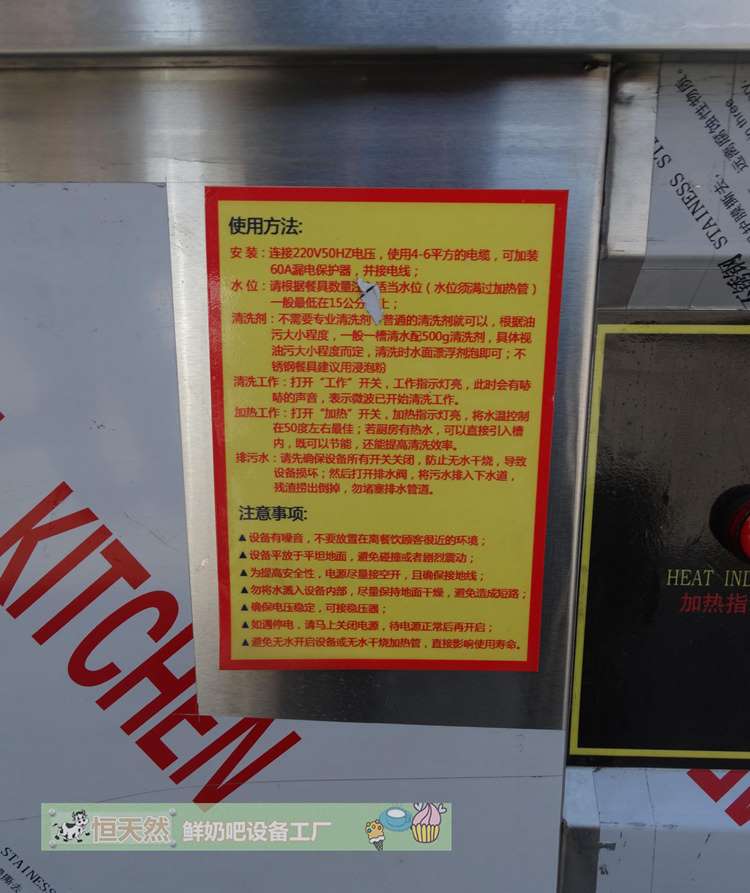 使用方法:
安 装：连接220V50HZ电压，使用4-6平方的电缆，可加装
60A漏电保护器，并接电线；
水 位：请根据餐具数量 适当水位（水位须满过加热管）
一般最低在15公分 上；
清洗剂：不需要专业清洗剂 普通的清洗剂就可以，根据油
污大小程度，一般一槽清水配500g清洗剂，具体视
油污大小程度而定，清洗时水面漂浮剂泡即可；不
锈钢餐具建议用浸泡粉
清洗工作：打开“工作”开关，工作指示灯亮，此时会有哧
哧的声音，表示微波已开始清洗工作。
加热工作：打开“加热”开关，加热指示灯亮，将水温控制
在50度左右最佳；若厨房有热水，可以直接引入槽
内，既可以节能，还能提高清洗效率。
排污水：请先确保设备所有开关关闭，防止无水干烧，导致
设备损坏；然后打开排水阀，将污水排入下水道，
残渣捞出倒掉，勿堵塞排水管道。
注意事项:
▲设备有噪音，不要放置在离餐饮顾客很近的环境；
▲设备平放于平坦地面，避免碰撞或者剧烈震动；
▲为提高安全性，电源尽量接空开，且确保接地线；
▲勿将水溅入设备内部，尽量保持地面干燥，避免造成短路；
▲确保电压稳定，可接稳压器；
▲如遇停电，请马上关闭电源，待电源正常后再开启；
▲避免无水开启设备或无水干烧加热管，直接影响使用寿命。
KITCHEN
HEAT IND
加热指
STAINESS ST
远离腐蚀性物质。
护膜撕去.
锈钢
STAINESS
恒天然 鲜奶吧设备工厂